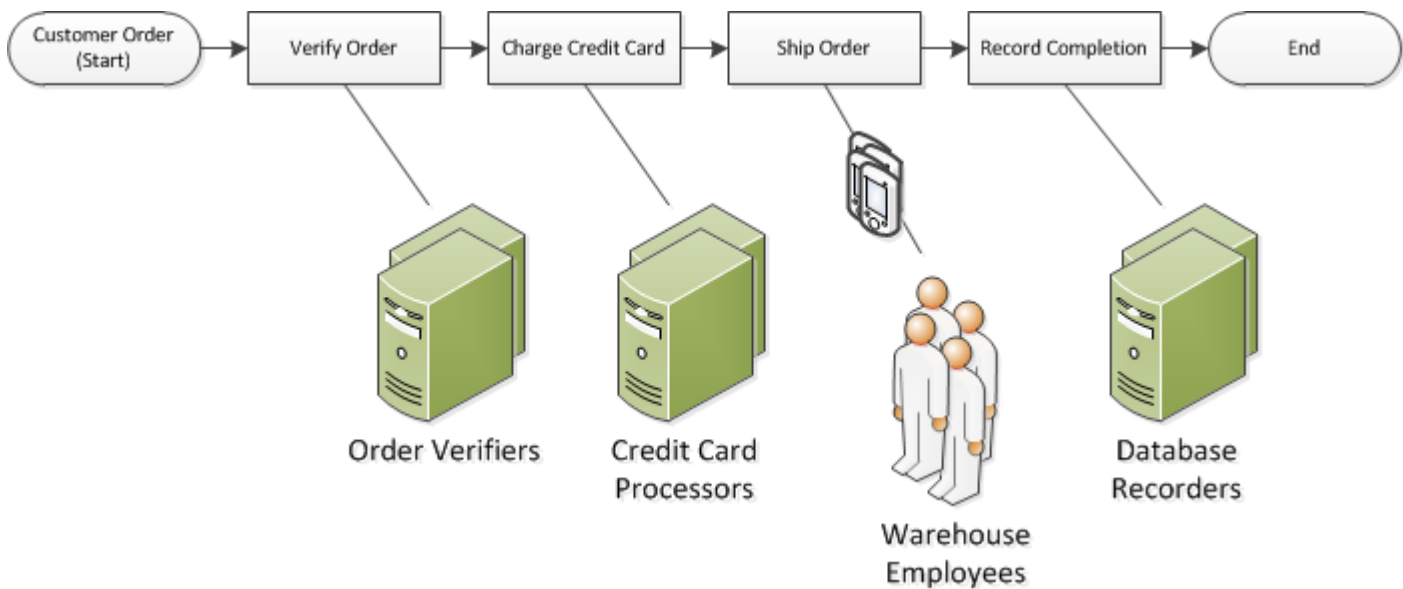 Customer Order
(Start)
Verify Order
Charge Credit Card
Ship Order
Record Completion
End
Order Verifiers
Credit Card
Processors
Warehouse
Employees
Database
Recorders